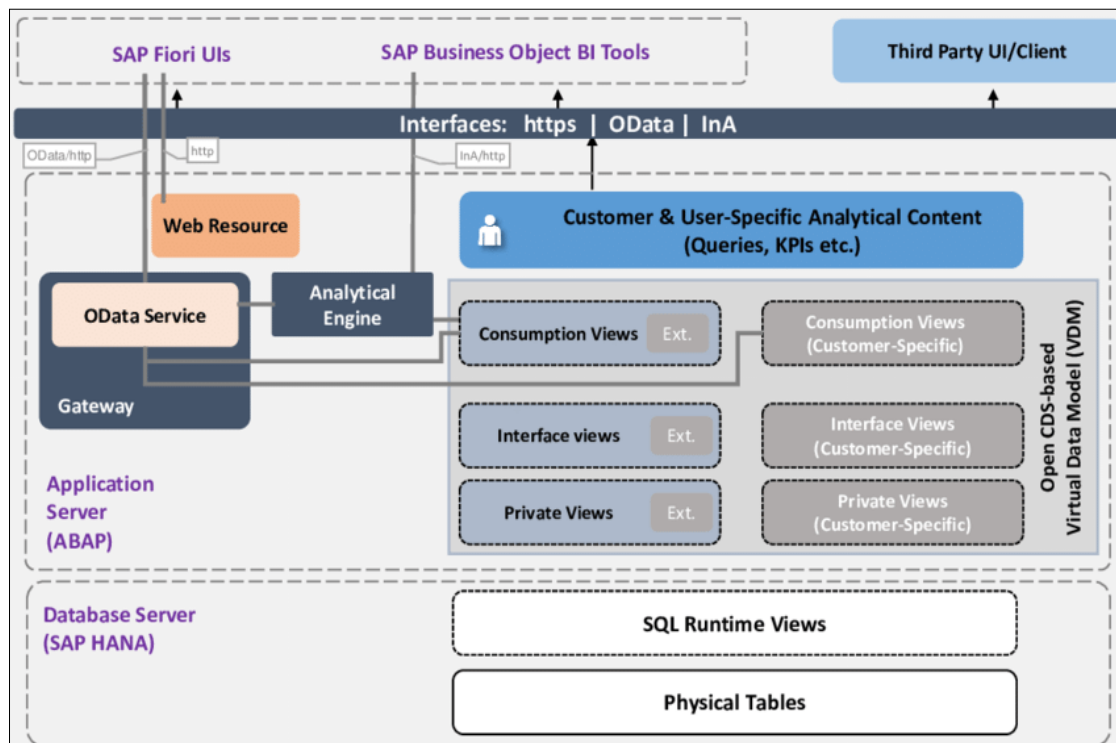 SAP Fiori UIs
SAP Business Object BI Tools
Third Party UI/Client
Interfaces: https | OData | InA
OData/http
http
InA/http
Web Resource
Customer & User-Specific Analytical Content
(Queries, KPIs etc.)
OData Service
Gateway
Analytical
Engine
Consumption Views
Ext.
Consumption Views
(Customer-Specific)
Interface views
Ext.
Interface Views
(Customer-Specific)
Private Views
Ext.
Private Views
(Customer-Specific)
Open CDS-based
Virtual Data Model (VDM)
Application
Server
(ABAP)
Database Server
(SAP HANA)
SQL Runtime Views
Physical Tables